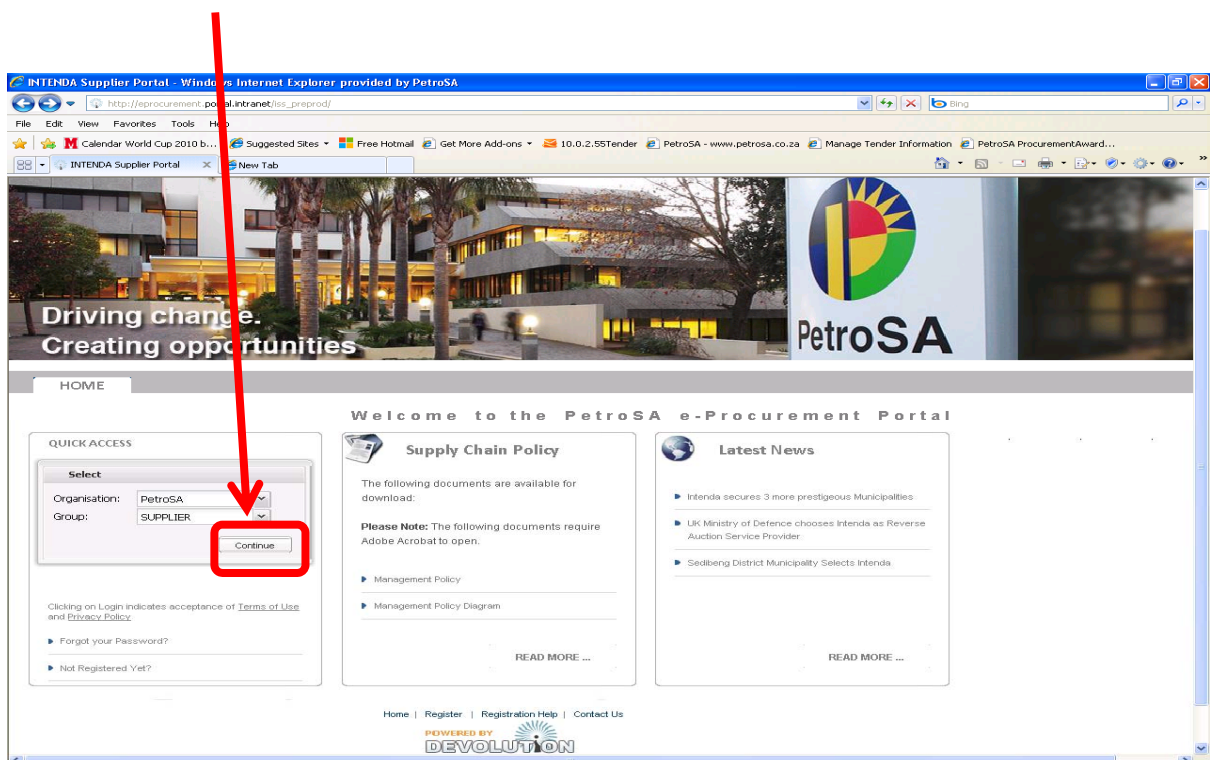 INTENDA Supplier Portal - Windows Internet Explorer provided by PetroSA
http://eprocurement.portal.intranet/iss_preprod/
Bing
File Edit View Favorites Tools Help
Calendar World Cup 2010 b... Suggested Sites Free Hotmail Get More Add-ons 10.0.2.55Tender PetroSA - www.petrosa.co.za Manage Tender Information PetroSA ProcurementAward...
INTENDA Supplier Portal New Tab
Driving change.
Creating opportunities
PetroSA
HOME
Welcome to the PetroSA e-Procurement Portal
QUICK ACCESS
Select
Organisation: PetroSA
Group: SUPPLIER
Continue
Clicking on Login indicates acceptance of Terms of Use
and Privacy Policy
Forgot your Password?
Not Registered Yet?
Supply Chain Policy
The following documents are available for
download:
Please Note: The following documents require
Adobe Acrobat to open.
Management Policy
Management Policy Diagram
READ MORE ...
Latest News
Intenda secures 3 more prestigeous Municipalities
UK Ministry of Defence chooses Intenda as Reverse
Auction Service Provider
Sedibeng District Municipality Selects Intenda
READ MORE ...
Home | Register | Registration Help | Contact Us
POWERED BY
DEVOLUTION